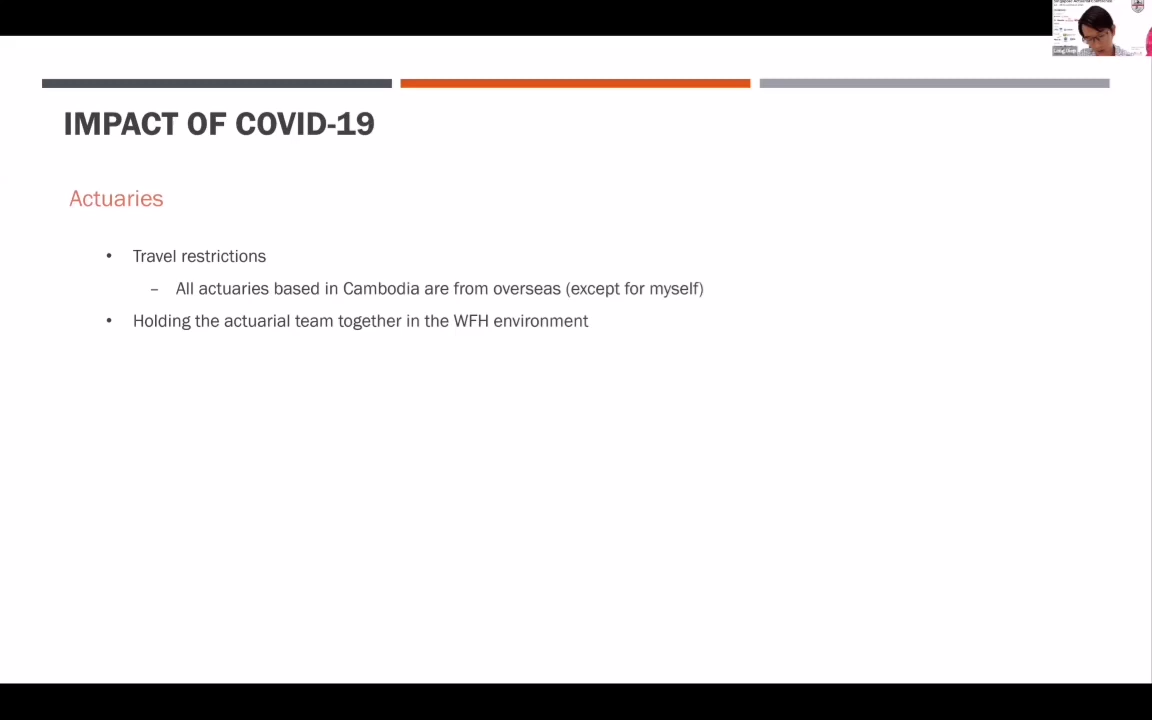 IMPACT OF COVID-19
Actuaries
• Travel restrictions
– All actuaries based in Cambodia are from overseas (except for myself)
• Holding the actuarial team together in the WFH environment